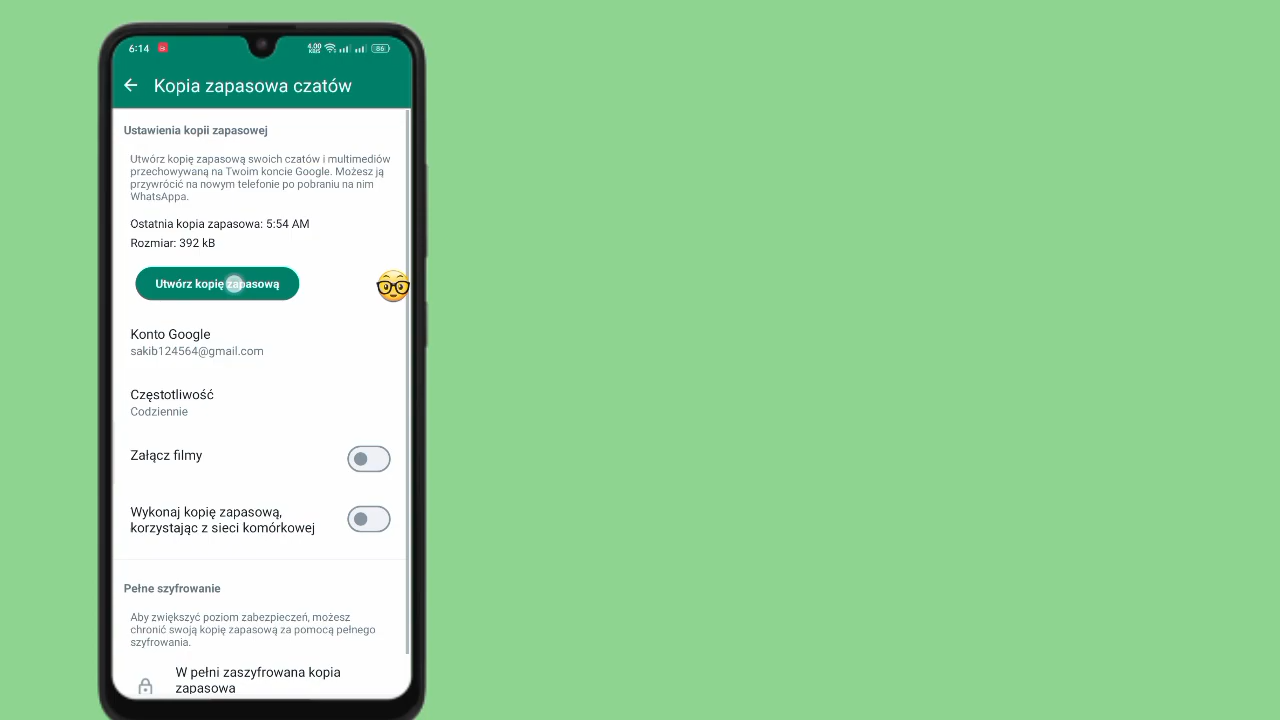 6:14
4.00
KB/S
86
Kopia zapasowa czatów
Ustawienia kopii zapasowej
Utwórz kopię zapasową swoich czatów i multimediów
przechowywaną na Twoim koncie Google. Możesz ją
przywrócić na nowym telefonie po pobraniu na nim
WhatsAppa.
Ostatnia kopia zapasowa: 5:54 AM
Rozmiar: 392 kB
Utwórz kopię zapasową
Konto Google
sakib124564@gmail.com
Częstotliwość
Codziennie
Załącz filmy
Wykonaj kopię zapasową,
korzystając z sieci komórkowej
Pełne szyfrowanie
Aby zwiększyć poziom zabezpieczeń, możesz
chronić swoją kopię zapasową za pomocą pełnego
szyfrowania.
W pełni zaszyfrowana kopia
zapasowa